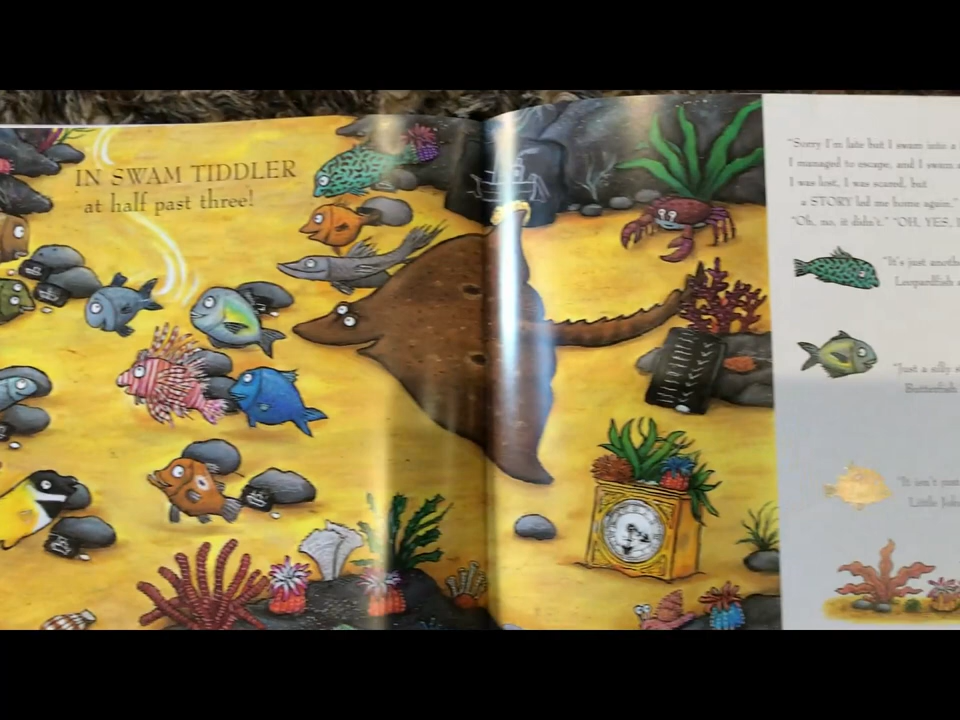 IN SWAM TIDDLER
at half past three!
"Sorry I'm late but I swam into a
I managed to escape, and I swam
I was lost, I was scared, but
a STORY led me home again."
"Oh, no, it didn't." "OH, YES,
"It's just
Leopardfish
"Just a silly
Butterfish
"It isn't just
Little